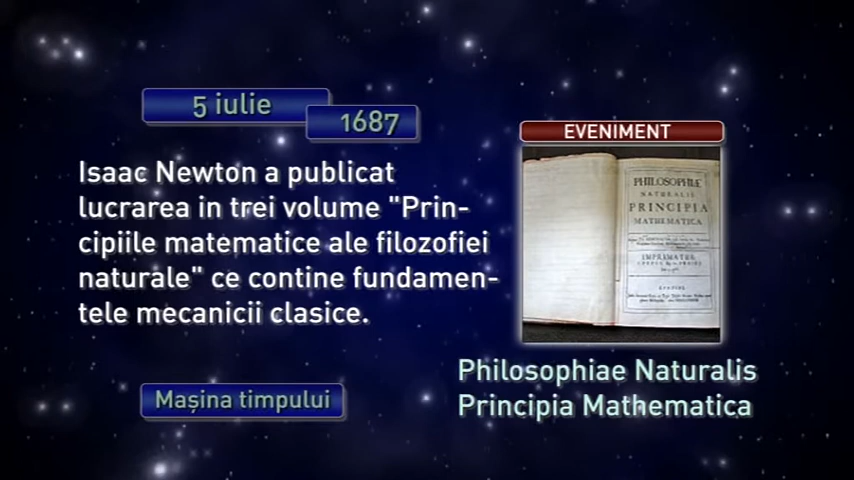 5 iulie
1687
Isaac Newton a publicat
lucrarea in trei volume "Prin-
cipiile matematice ale filozofiei
naturale" ce contine fundamen-
tele mecanicii clasice.
Mașina timpului
EVENIMENT
PHILOSOPHIÆ
NATURALIS
PRINCIPIA
MATHEMATICA
IMPRIMATUR
Philosophiae Naturalis
Principia Mathematica